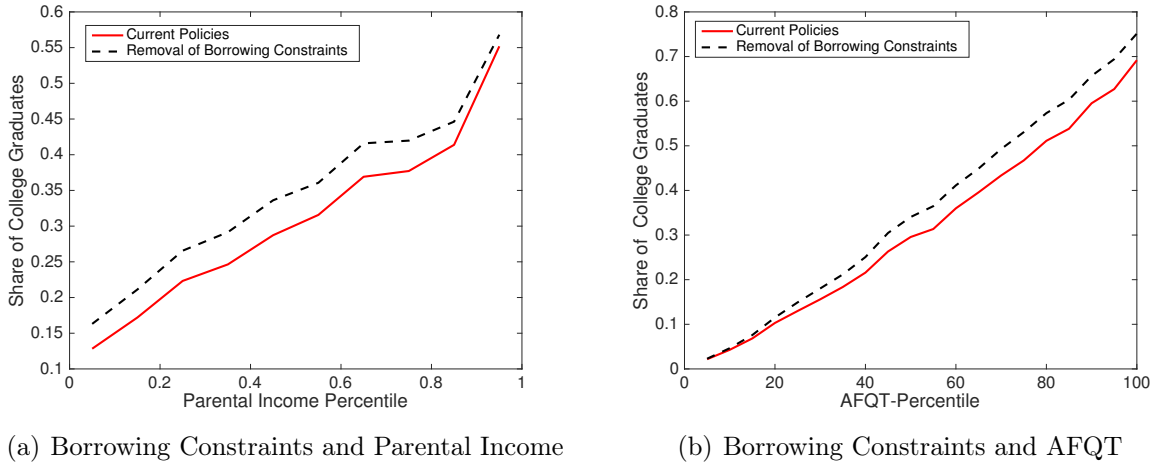 Current Policies
Removal of Borrowing Constraints
0.6
0.55
0.5
0.45
0.4
0.35
0.3
0.25
0.2
0.15
0.1
Share of College Graduates
0 0.2 0.4 0.6 0.8 1
Parental Income Percentile
(a) Borrowing Constraints and Parental Income
Current Policies
Removal of Borrowing Constraints
0.8
0.7
0.6
0.5
0.4
0.3
0.2
0.1
0
Share of College Graduates
0 20 40 60 80 100
AFQT-Percentile
(b) Borrowing Constraints and AFQT